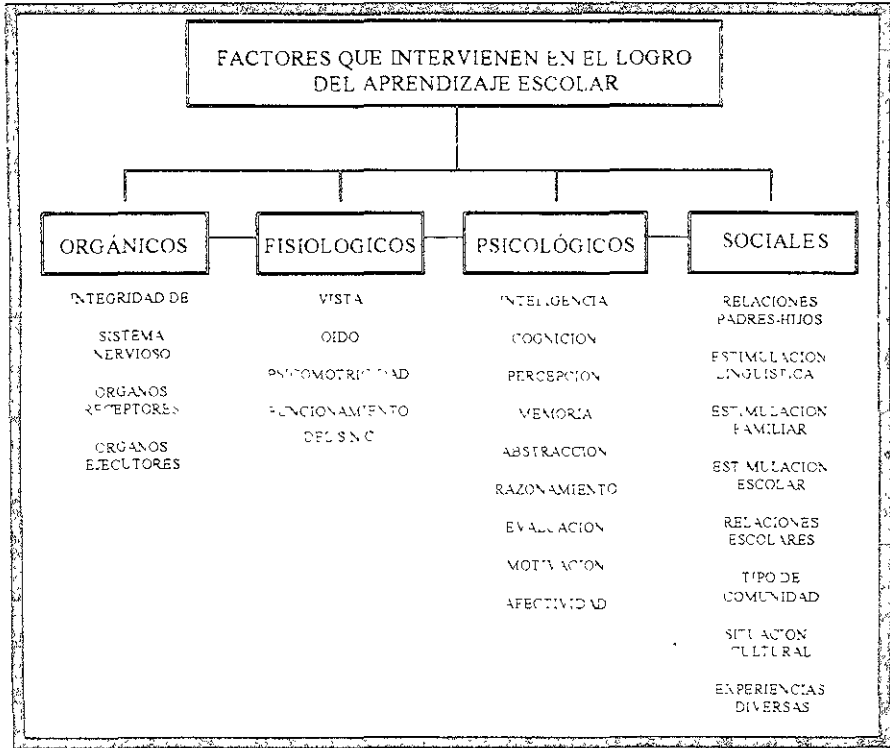 FACTORES QUE INTERVIENEN EN EL LOGRO
DEL APRENDIZAJE ESCOLAR
ORGÁNICOS
INTEGRIDAD DE
SISTEMA
NERVIOSO
ORGANOS
RECEPTORES
ORGANOS
EJECUTORES
FISIOLOGICOS
VISTA
OIDO
PSICOMOTRICIDAD
FUNCIONAMIENTO
DEL S N C
PSICOLÓGICOS
INTELIGENCIA
COGNICION
PERCEPCION
MEMORIA
ABSTRACCION
RAZONAMIENTO
EVALUACION
MOTIVACION
AFECTIVIDAD
SOCIALES
RELACIONES
PADRES-HIJOS
ESTIMULACION
LINGUISTICA
ESTIMULACION
FAMILIAR
ESTIMULACION
ESCOLAR
RELACIONES
ESCOLARES
TIPO DE
COMUNIDAD
SITUACION
CULTURAL
EXPERIENCIAS
DIVERSAS